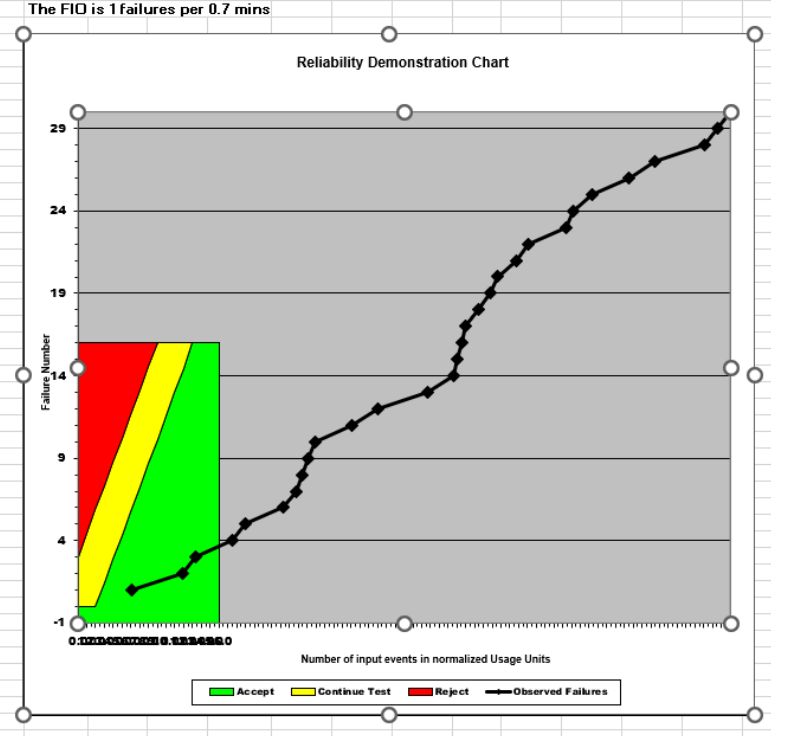 The FIO is 1 failures per 0.7 mins
Reliability Demonstration Chart
29
24
19
14
9
4
-1
Failure Number
Number of input events in normalized Usage Units
Accept
Continue Test
Reject
Observed Failures